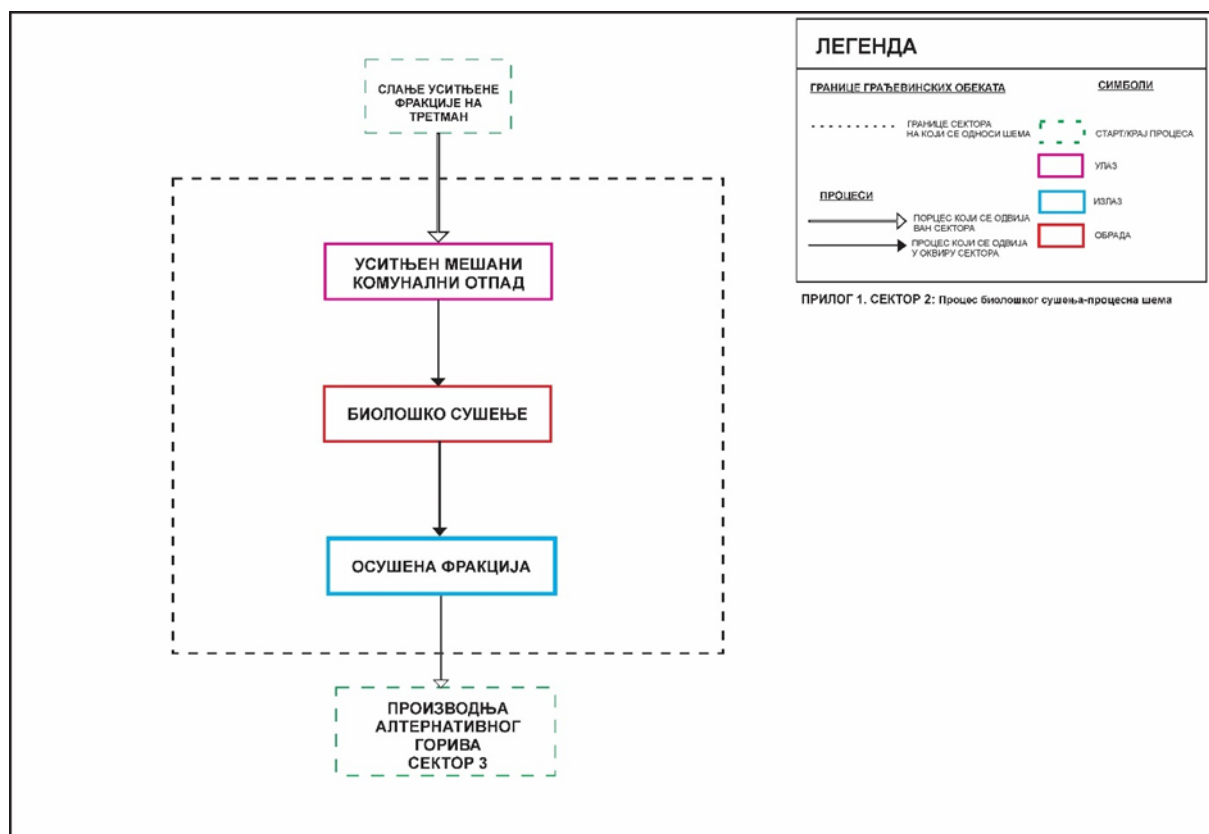 СЛАЊЕ УСИТЊЕНЕ
ФРАКЦИЈЕ НА
ТРЕТМАН
УСИТЊЕН МЕШАНИ
КОМУНАЛНИ ОТПАД
БИОЛОШКО СУШЕЊЕ
ОСУШЕНА ФРАКЦИЈА
ПРОИЗВОДЊА
АЛТЕРНАТИВНОГ
ГОРИВА
СЕКТОР 3
ЛЕГЕНДА
ГРАНИЦЕ ГРАЂЕВИНСКИХ ОБЕКАТА
ГРАНИЦЕ СЕКТОРА
НА КОЈИ СЕ ОДНОСИ ШЕМА
ПРОЦЕСИ
ПОРЦЕС КОЈИ СЕ ОДВИЈА
ВАН СЕКТОРА
ПРОЦЕС КОЈИ СЕ ОДВИЈА
У ОКВИРУ СЕКТОРА
СИМБОЛИ
СТАРТ/КРАЈ ПРОЦЕСА
УЛАЗ
ИЗЛАЗ
ОБРАДА
ПРИЛОГ 1. СЕКТОР 2: Процес биолошког сушења-процесна шема